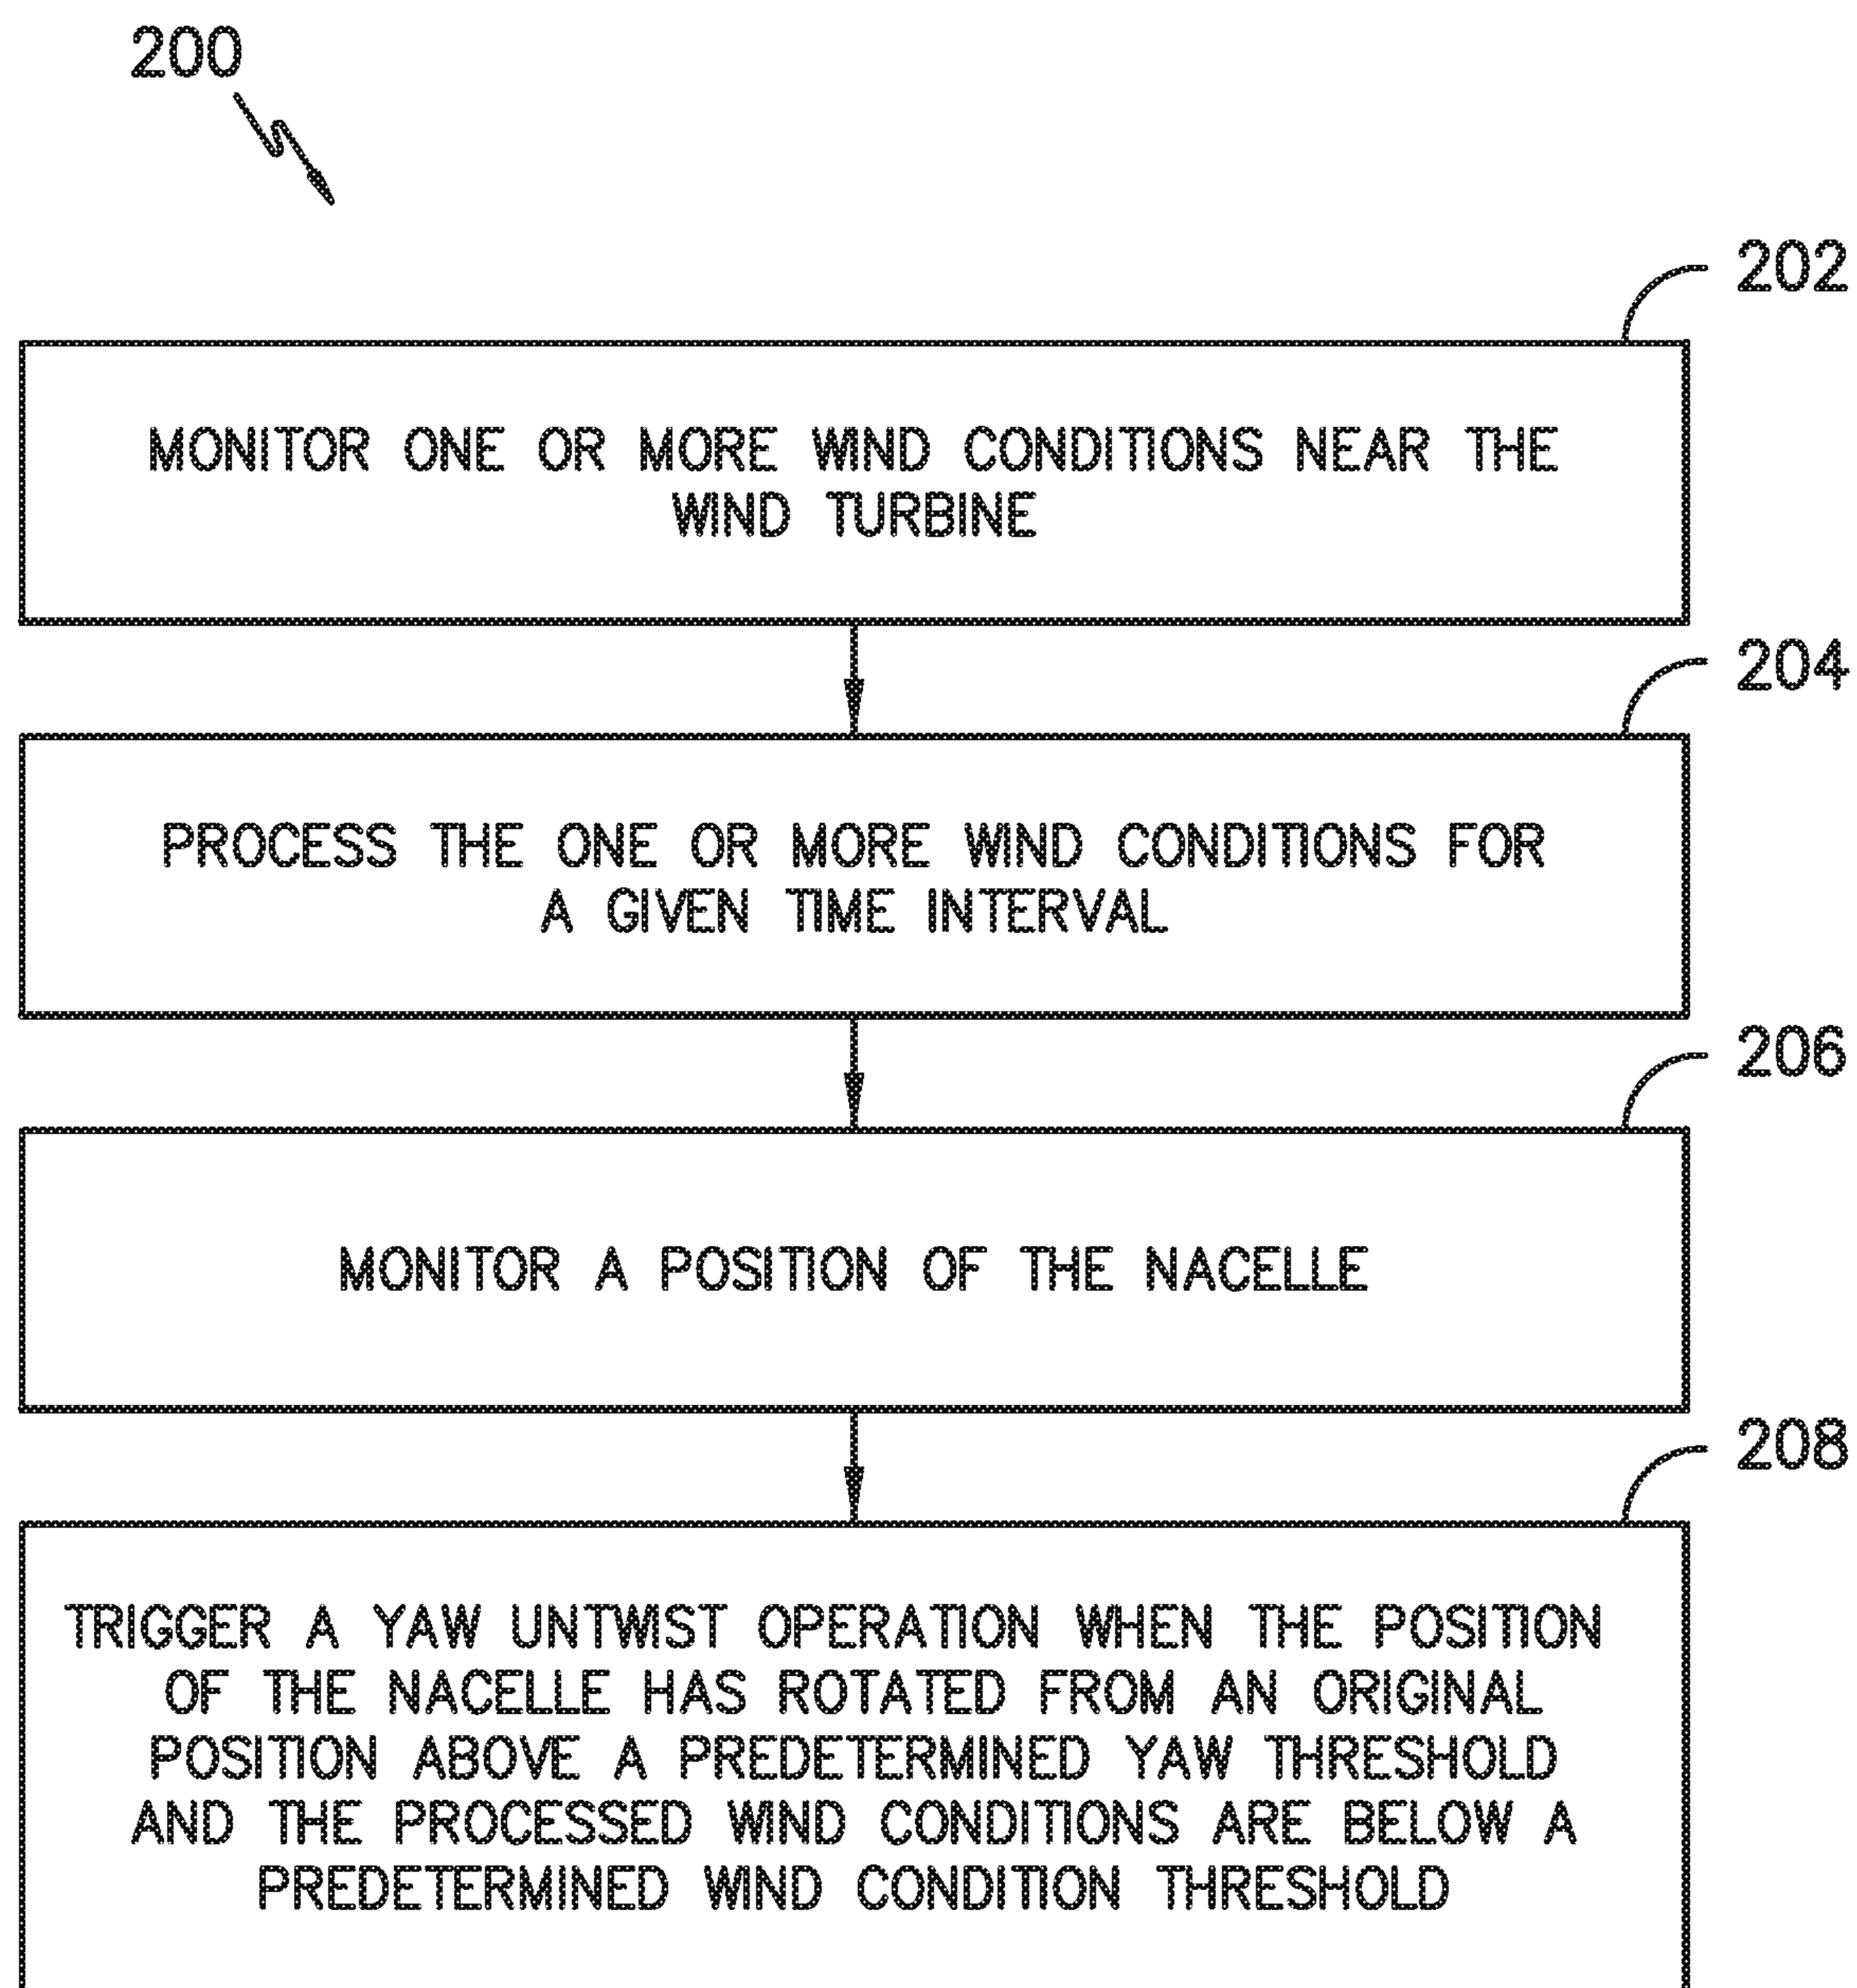 200
202
MONITOR ONE OR MORE WIND CONDITIONS NEAR THE
WIND TURBINE
204
PROCESS THE ONE OR MORE WIND CONDITIONS FOR
A GIVEN TIME INTERVAL
206
MONITOR A POSITION OF THE NACELLE
208
TRIGGER A YAW UNTWIST OPERATION WHEN THE POSITION
OF THE NACELLE HAS ROTATED FROM AN ORIGINAL
POSITION ABOVE A PREDETERMINED YAW THRESHOLD
AND THE PROCESSED WIND CONDITIONS ARE BELOW A
PREDETERMINED WIND CONDITION THRESHOLD